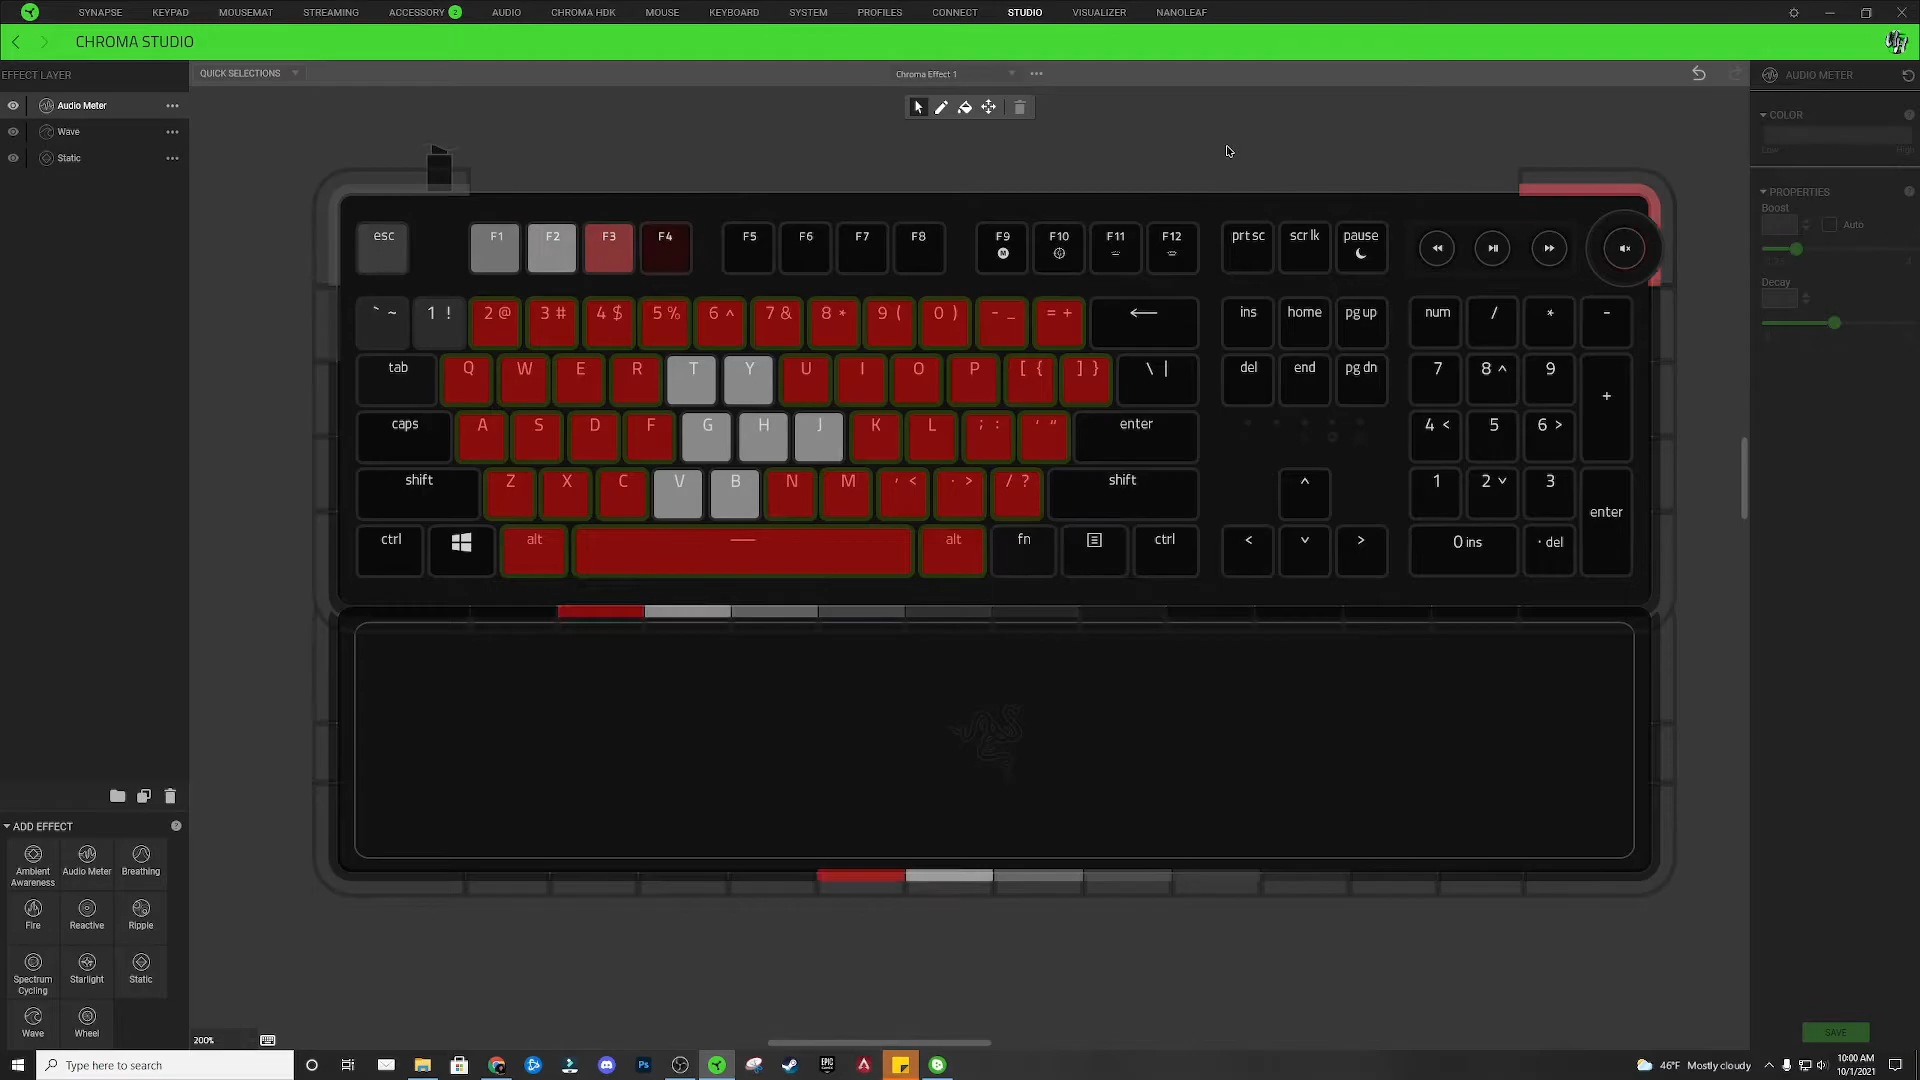 SYNAPSE KEYPAD MOUSEMAT STREAMING ACCESSORY 2 AUDIO CHROMA HDK MOUSE KEYBOARD SYSTEM PROFILES CONNECT STUDIO VISUALIZER NANOLEAF
CHROMA STUDIO
EFFECT LAYER
QUICK SELECTIONS
Chroma Effect 1
AUDIO METER
Audio Meter
Wave
Static
COLOR
Low High
PROPERTIES
Boost
Auto
Decay
esc F1 F2 F3 F4 F5 F6 F7 F8 F9 F10 F11 F12 prt sc scr lk pause
` ~ 1 ! 2 @ 3 # 4 $ 5 % 6 ^ 7 & 8 * 9 ( 0 ) - _ = + ins home pg up num / * -
tab Q W E R T Y U I O P [ { ] } \ | del end pg dn 7 8 ^ 9 +
caps A S D F G H J K L ; : ' " enter 4 < 5 6 >
shift Z X C V B N M , < . > / ? shift ^ 1 2 v 3 enter
ctrl alt alt fn ctrl < v > 0 ins . del
ADD EFFECT
Ambient Awareness
Audio Meter
Breathing
Fire
Reactive
Ripple
Spectrum Cycling
Starlight
Static
Wave
Wheel
200%
SAVE
Type here to search
Ps
EPIC GAMES
46°F Mostly cloudy
10:00 AM
10/1/2021